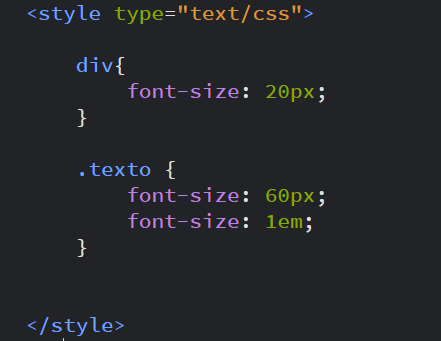 <style type="text/css">
div{
font-size: 20px;
}
.texto {
font-size: 60px;
font-size: 1em;
}
</style>